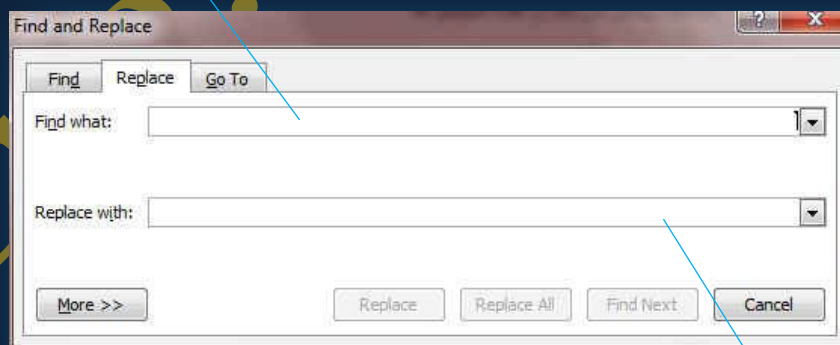 Find and Replace
Find Replace Go To
Find what:
Replace with:
More >> Replace Replace All Find Next Cancel